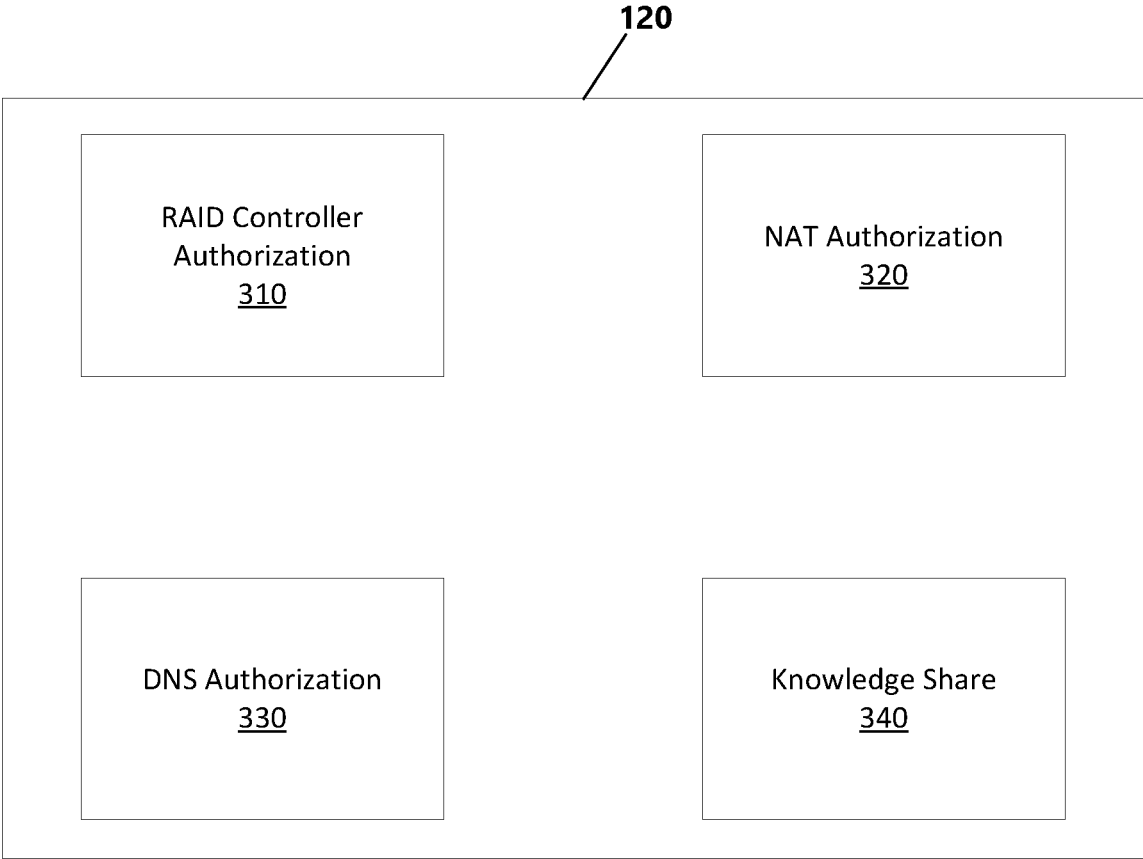 120
RAID Controller
Authorization
310
NAT Authorization
320
DNS Authorization
330
Knowledge Share
340